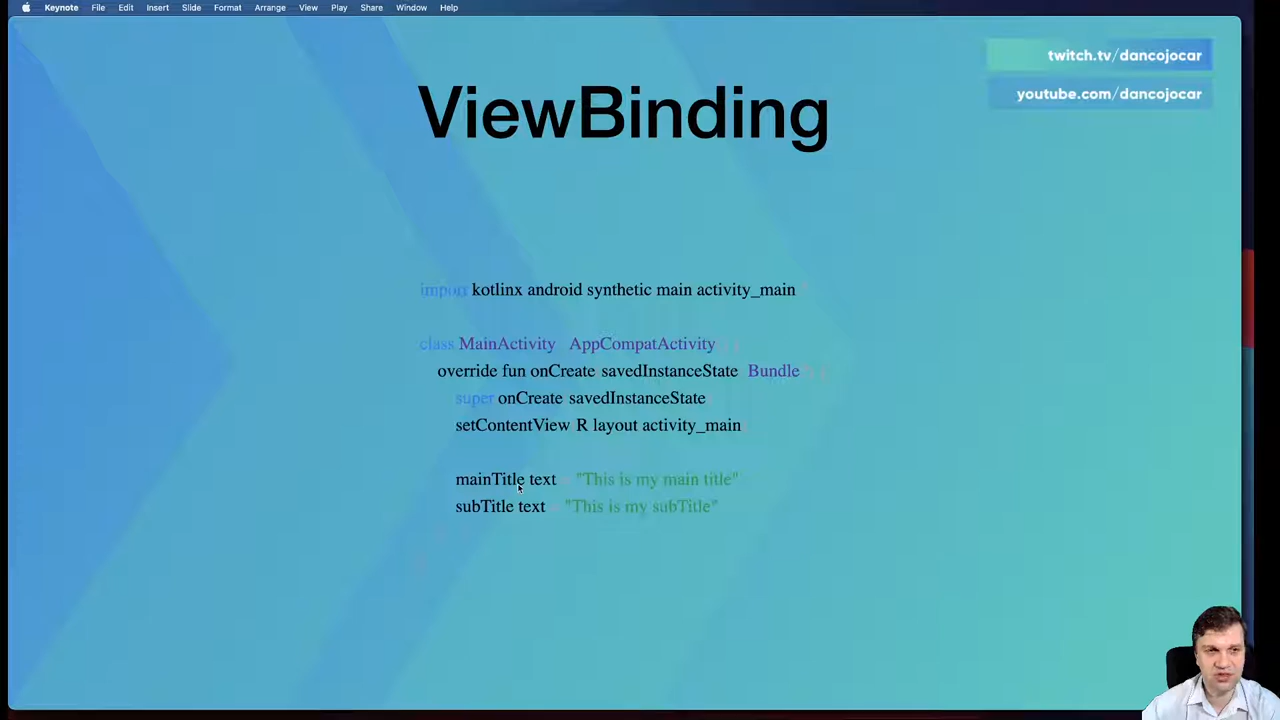 Keynote File Edit Insert Slide Format Arrange View Play Share Window Help
twitch.tv/dancojocar
youtube.com/dancojocar
ViewBinding
import kotlinx android synthetic main activity_main
class MainActivity AppCompatActivity {
override fun onCreate savedInstanceState Bundle {
super onCreate savedInstanceState
setContentView R layout activity_main
mainTitle text = "This is my main title"
subTitle text = "This is my subTitle"